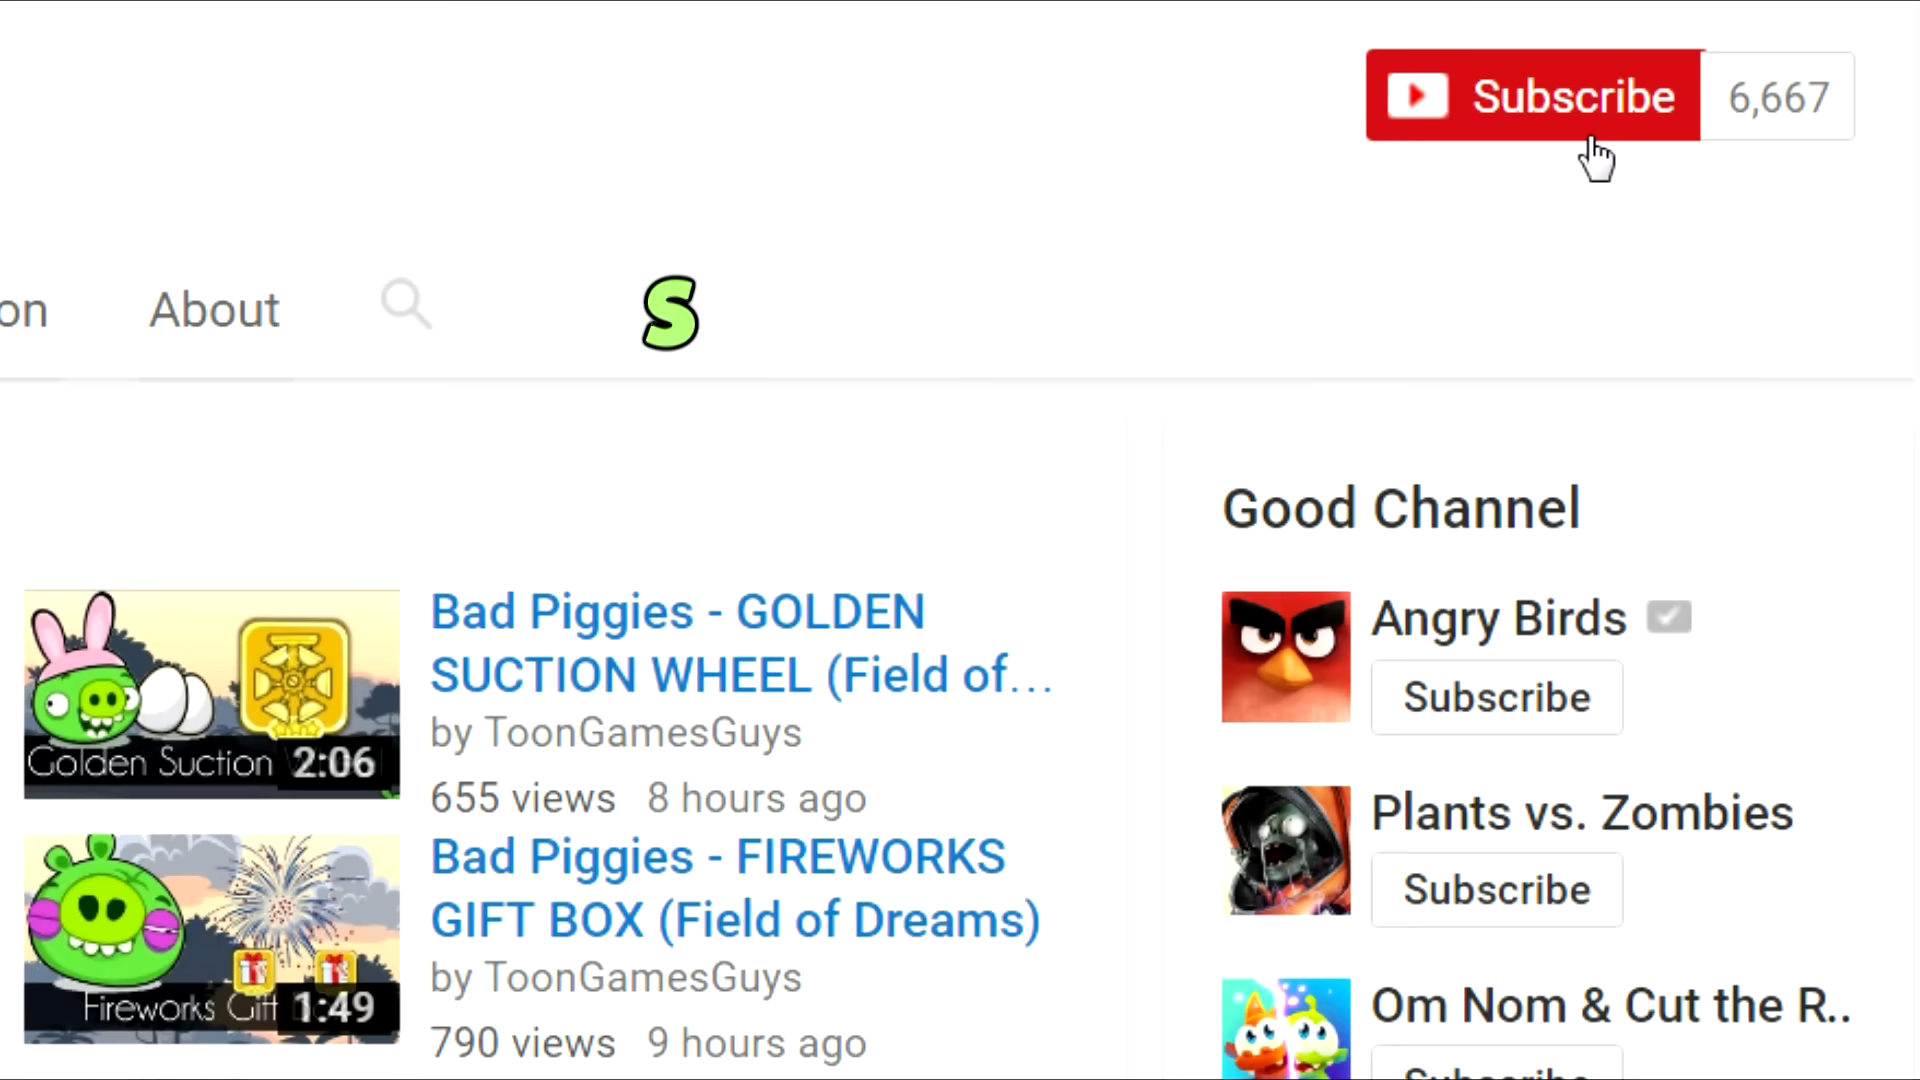 Subscribe 6,667
on About
S
Good Channel
Bad Piggies - GOLDEN
SUCTION WHEEL (Field of...
by ToonGamesGuys
655 views 8 hours ago
Golden Suction 2:06
Bad Piggies - FIREWORKS
GIFT BOX (Field of Dreams)
by ToonGamesGuys
790 views 9 hours ago
Fireworks Gift 1:49
Angry Birds
Subscribe
Plants vs. Zombies
Subscribe
Om Nom & Cut the R..
Subscribe